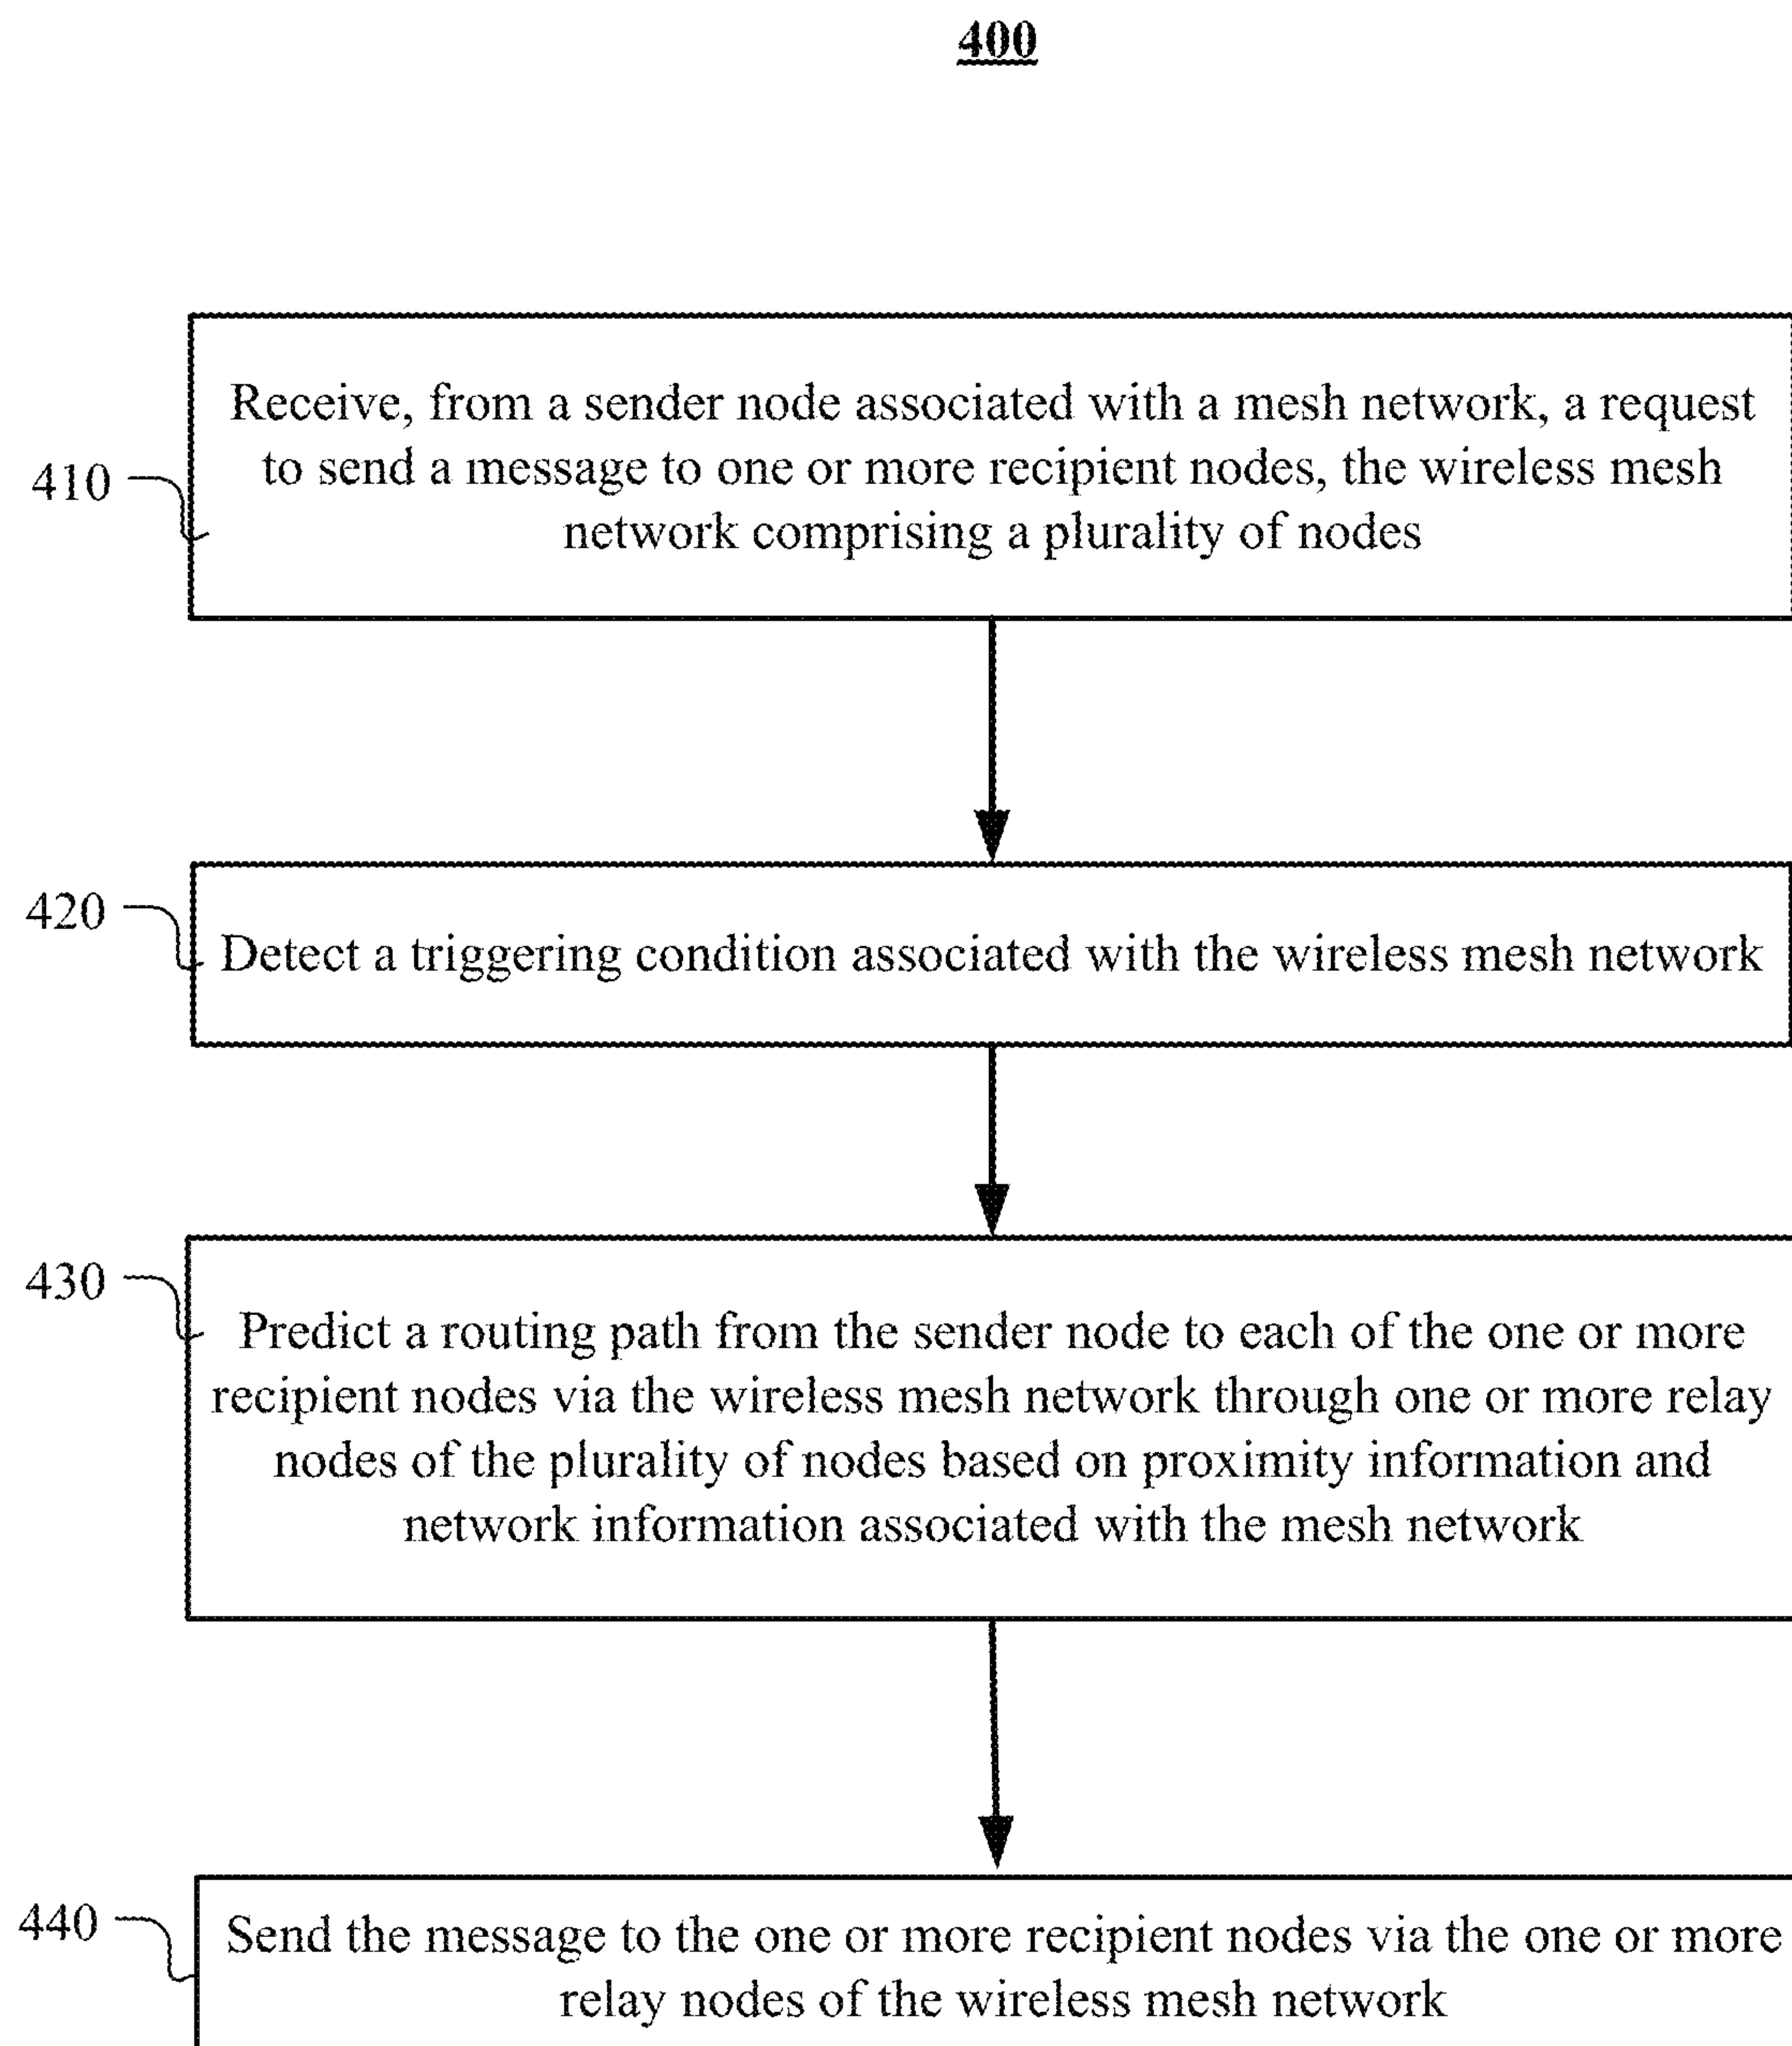 400
Receive, from a sender node associated with a mesh network, a request
to send a message to one or more recipient nodes, the wireless mesh
network comprising a plurality of nodes
410
420
Detect a triggering condition associated with the wireless mesh network
430
Predict a routing path from the sender node to each of the one or more
recipient nodes via the wireless mesh network through one or more relay
nodes of the plurality of nodes based on proximity information and
network information associated with the mesh network
440
Send the message to the one or more recipient nodes via the one or more
relay nodes of the wireless mesh network